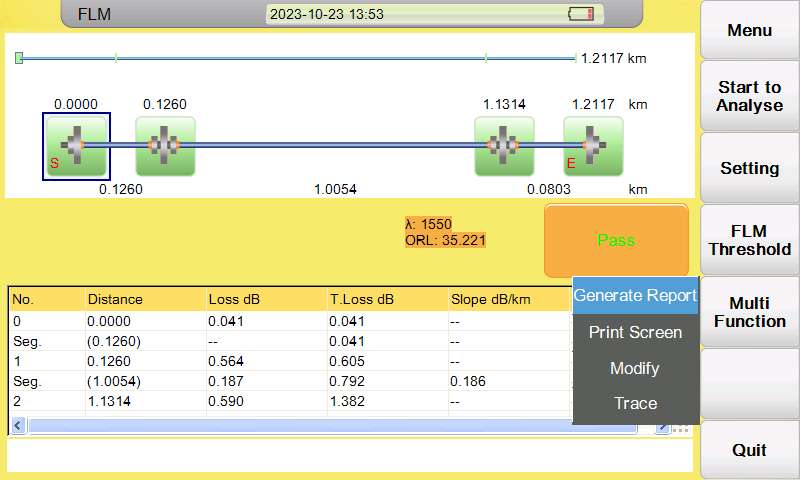 FLM
2023-10-23 13:53
Menu
1.2117 km
Start to
Analyse
0.0000 0.1260 1.1314 1.2117 km
S E
Setting
0.1260 1.0054 0.0803 km
λ: 1550
ORL: 35.221
Pass
FLM
Threshold
No. Distance Loss dB T.Loss dB Slope dB/km
0 0.0000 0.041 0.041 --
Seg. (0.1260) -- 0.041 --
1 0.1260 0.564 0.605 --
Seg. (1.0054) 0.187 0.792 0.186
2 1.1314 0.590 1.382 --
Generate Report
Print Screen
Modify
Trace
Multi
Function
Quit